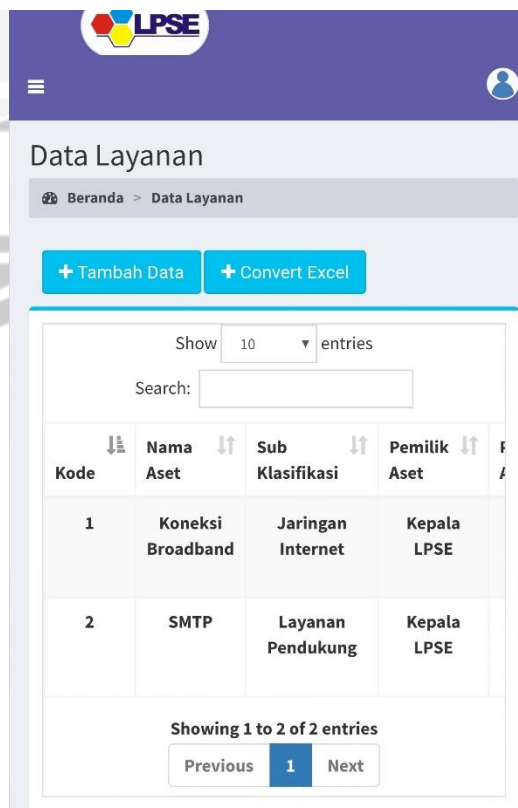 LPSE
Data Layanan
Beranda > Data Layanan
+ Tambah Data + Convert Excel
Show 10 entries
Search:
Kode Nama Aset Sub Klasifikasi Pemilik Aset
1 Koneksi Broadband Jaringan Internet Kepala LPSE
2 SMTP Layanan Pendukung Kepala LPSE
Showing 1 to 2 of 2 entries
Previous 1 Next